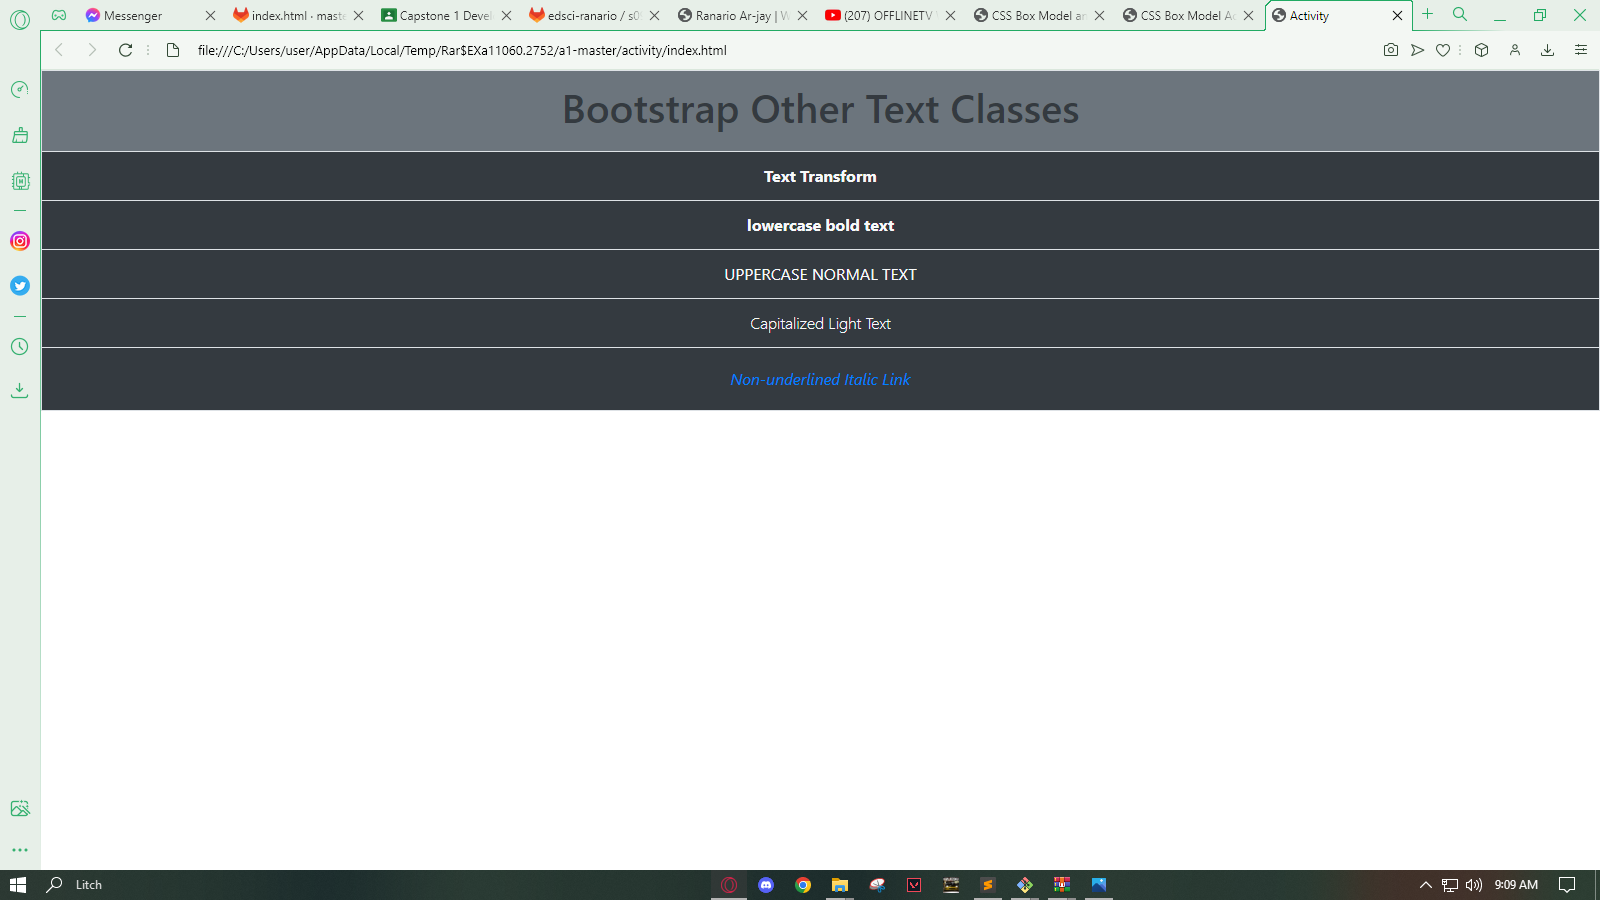 Messenger
index.html · maste
Capstone 1 Devel
edsci-ranario / s0
Ranario Ar-jay | W
(207) OFFLINETV
CSS Box Model an
CSS Box Model Ac
Activity
file:///C:/Users/user/AppData/Local/Temp/Rar$EXa11060.2752/a1-master/activity/index.html
Bootstrap Other Text Classes
Text Transform
lowercase bold text
UPPERCASE NORMAL TEXT
Capitalized Light Text
Non-underlined Italic Link
Litch
9:09 AM